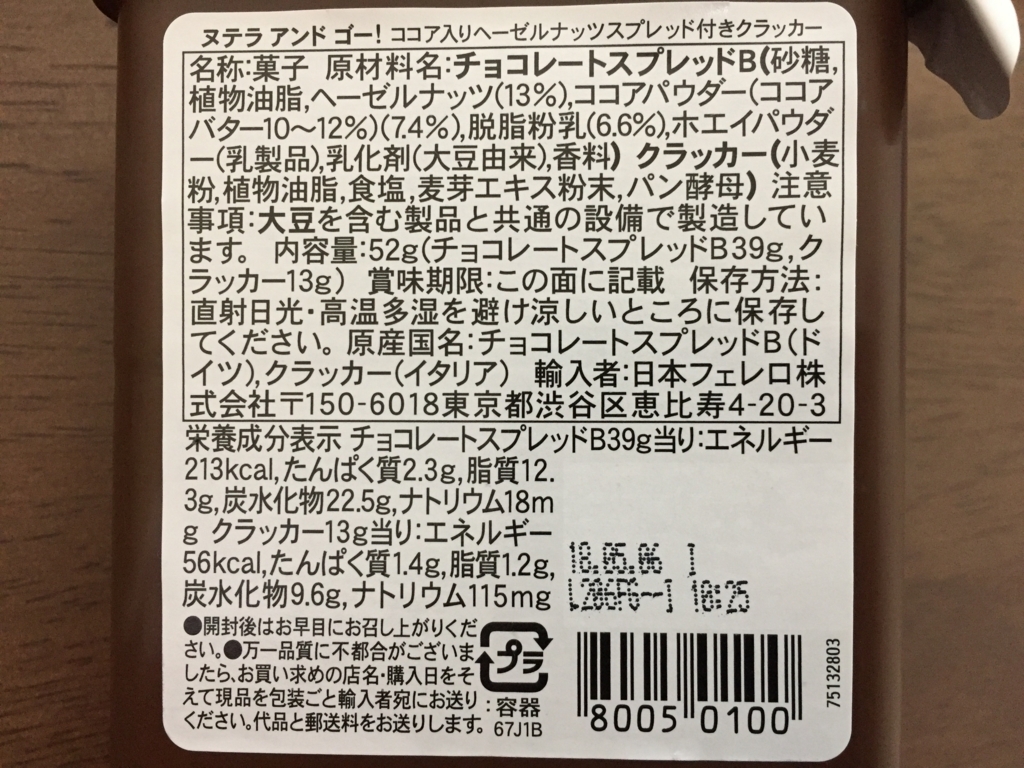 ヌテラ アンド ゴー! ココア入りヘーゼルナッツスプレッド付きクラッカー
名称:菓子 原材料名:チョコレートスプレッドB(砂糖,
植物油脂,ヘーゼルナッツ(13%),ココアパウダー(ココア
バター10〜12%)(7.4%),脱脂粉乳(6.6%),ホエイパウダ
ー(乳製品),乳化剤(大豆由来),香料) クラッカー(小麦
粉,植物油脂,食塩,麦芽エキス粉末,パン酵母) 注意
事項:大豆を含む製品と共通の設備で製造してい
ます。 内容量:52g(チョコレートスプレッドB39g,ク
ラッカー13g) 賞味期限:この面に記載 保存方法:
直射日光・高温多湿を避け涼しいところに保存し
てください。 原産国名:チョコレートスプレッドB(ド
イツ),クラッカー(イタリア) 輸入者:日本フェレロ株
式会社〒150-6018東京都渋谷区恵比寿4-20-3
栄養成分表示 チョコレートスプレッドB39g当り:エネルギー
213kcal,たんぱく質2.3g,脂質12.
3g,炭水化物22.5g,ナトリウム18m
g クラッカー13g当り:エネルギー
56kcal,たんぱく質1.4g,脂質1.2g,
炭水化物9.6g,ナトリウム115mg
18.05.06 I
L206FG--I 10:25
●開封後はお早目にお召し上がりくだ
さい。●万一品質に不都合がございま
したら、お買い求めの店名・購入日をそ
えて現品を包装ごと輸入者宛にお送り
ください。代品と郵送料をお送りします。
プラ
:容器
67J1B
8005 0100
75132803